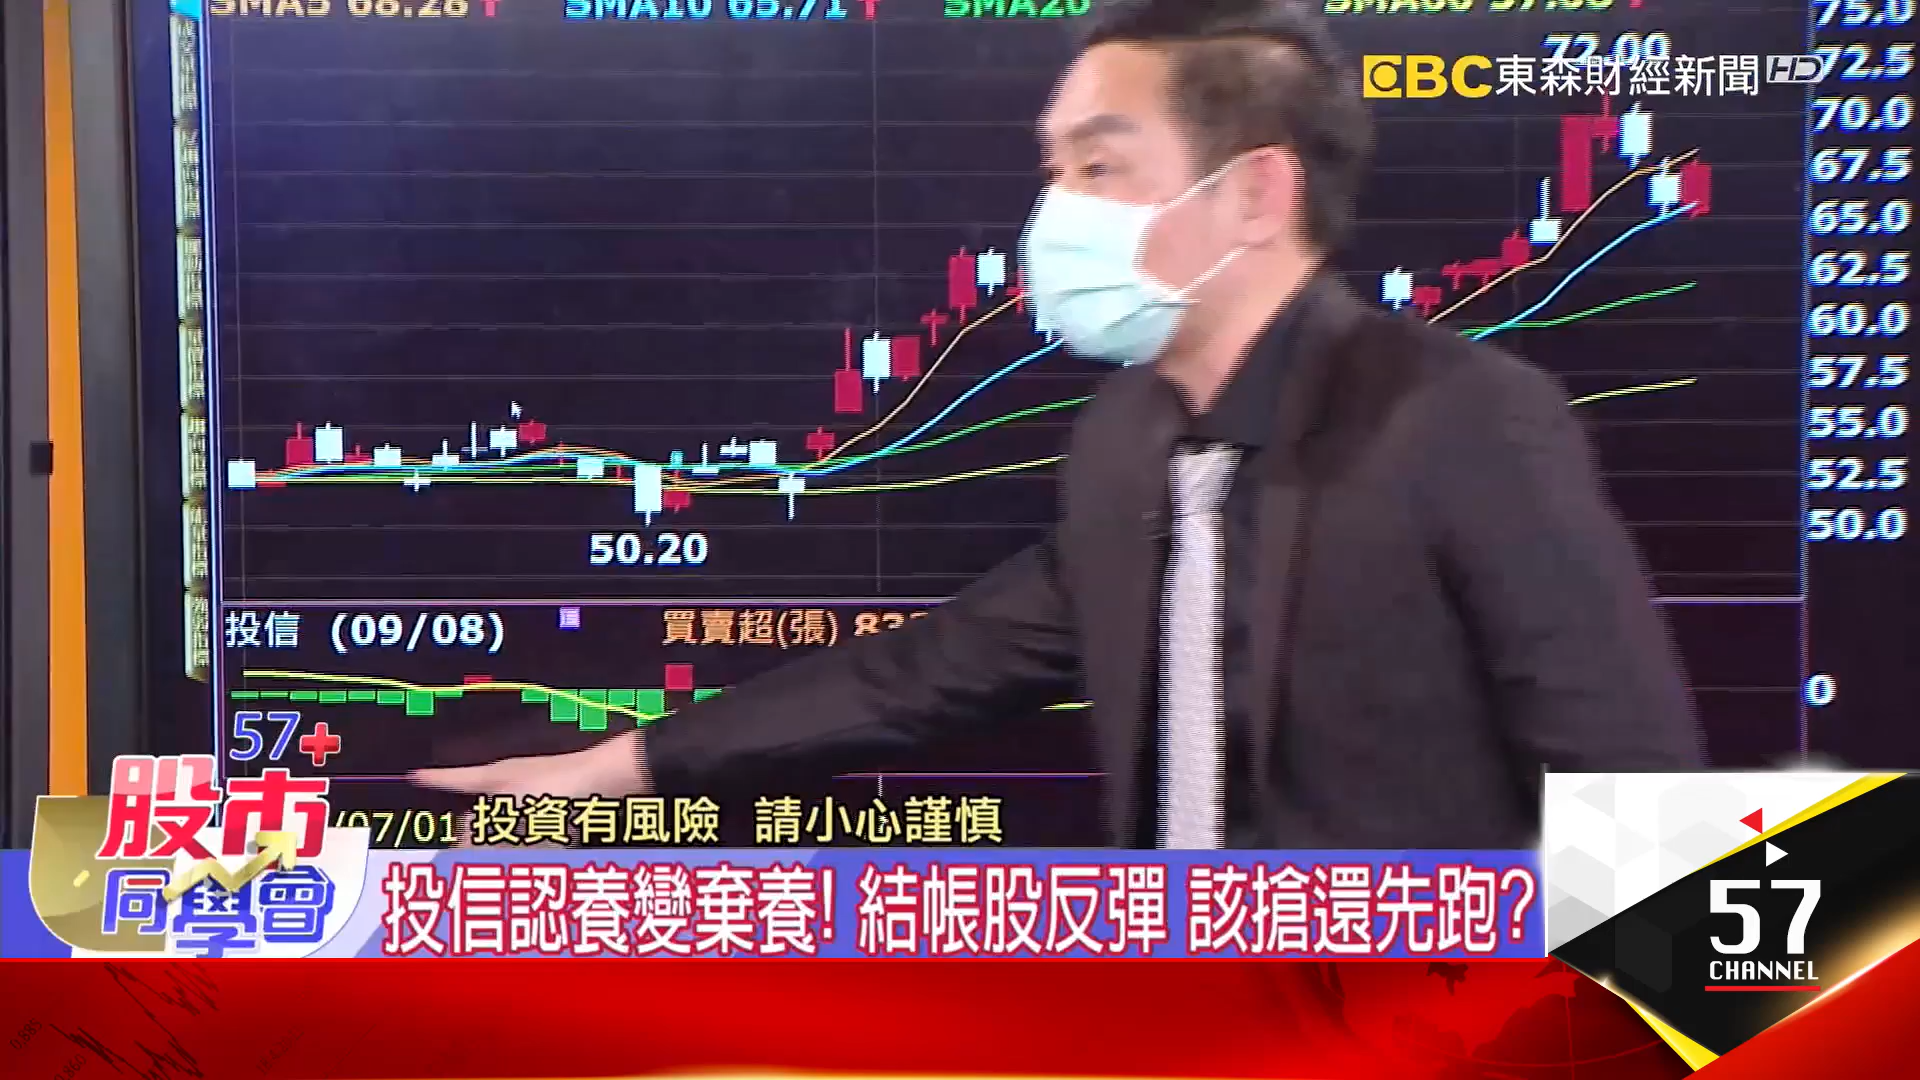 SMA5 68.28↑ SMA10 65.71↑ SMA20
75.0
72.00
EBC東森財經新聞HD
72.5
70.0
67.5
65.0
62.5
60.0
57.5
55.0
52.5
50.0
50.20
投信 (09/08) 買賣超(張)
0
57+
股市
同學會
/07/01
投資有風險 請小心謹慎
投信認養變棄養! 結帳股反彈 該搶還先跑?
57
CHANNEL